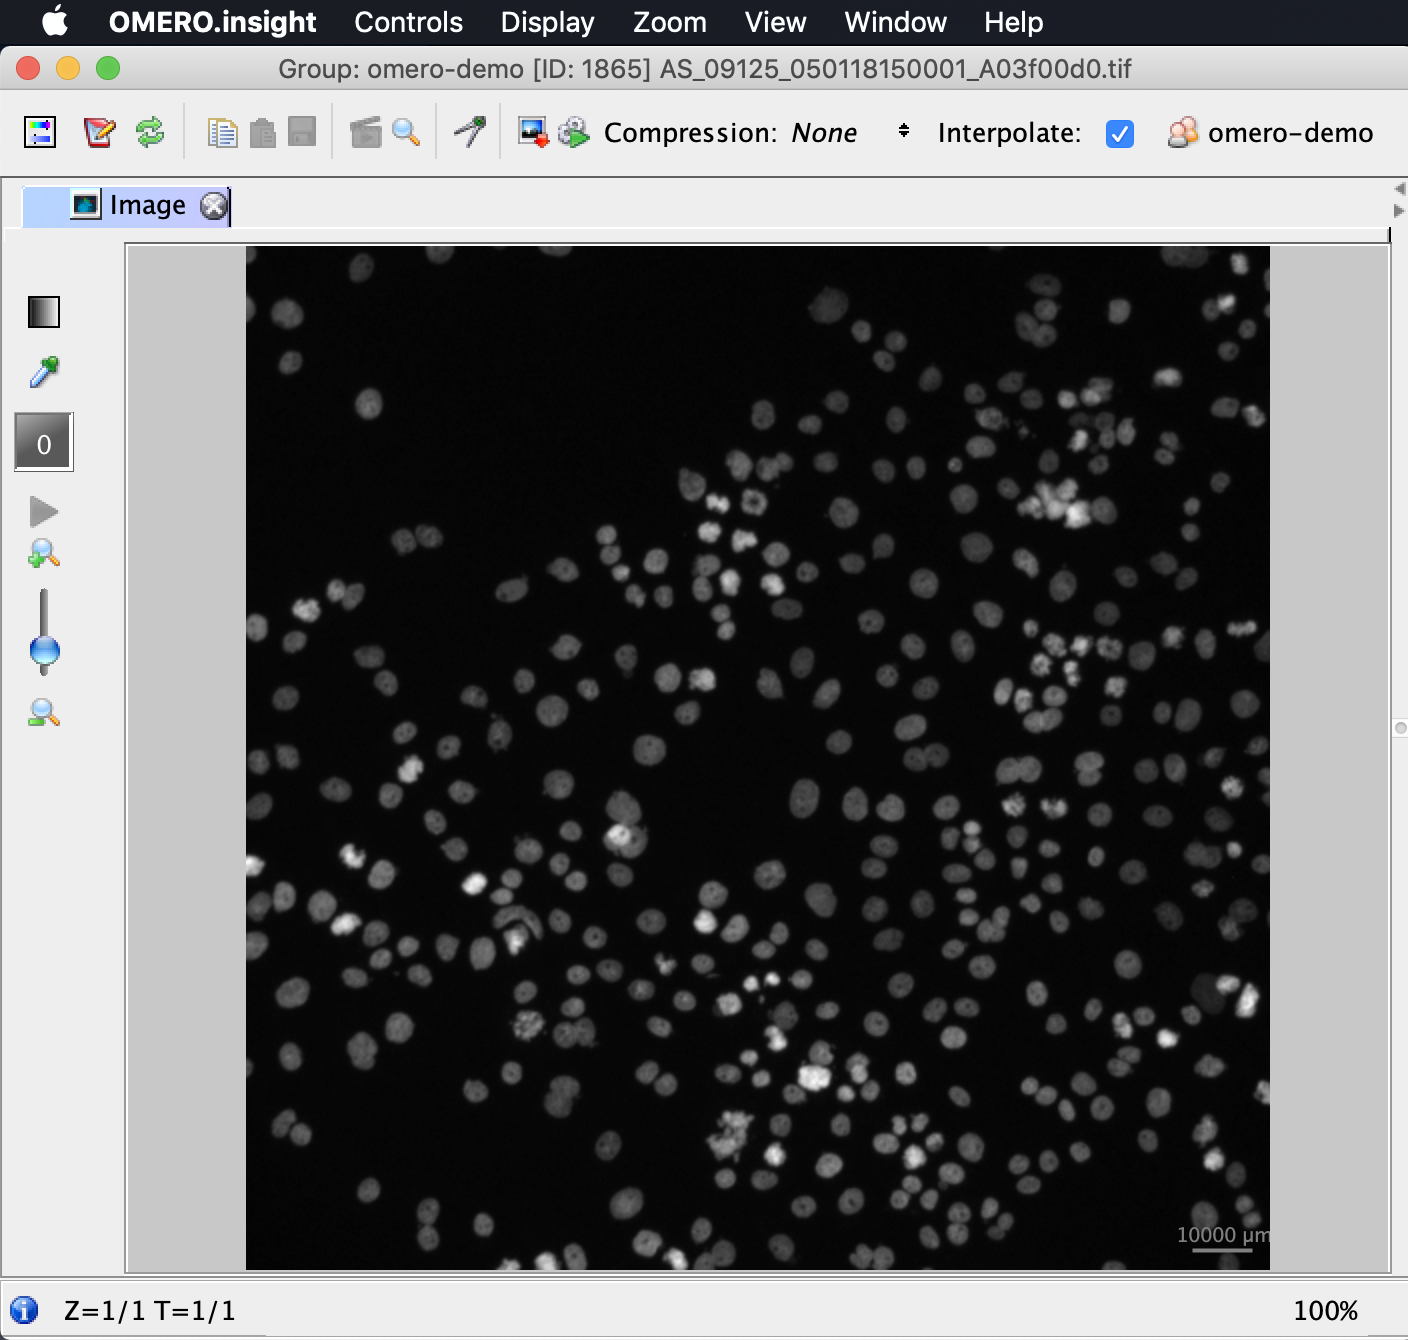 OMERO.insight Controls Display Zoom View Window Help
Group: omero-demo [ID: 1865] AS_09125_050118150001_A03f00d0.tif
Compression: None Interpolate: omero-demo
Image
0
10000 µm
Z=1/1 T=1/1 100%